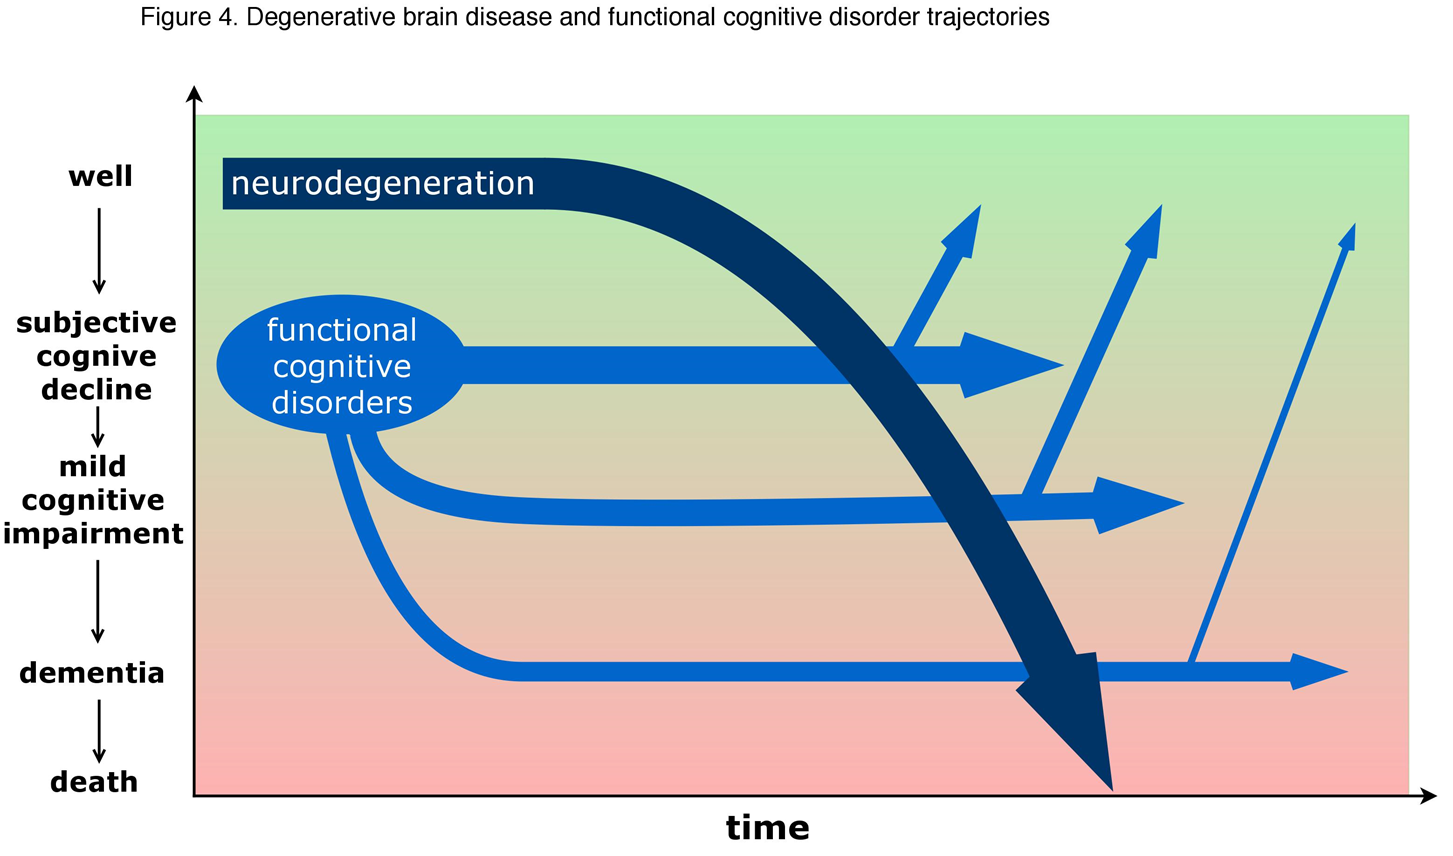 Figure 4. Degenerative brain disease and functional cognitive disorder trajectories
well
subjective
cognive
decline
mild
cognitive
impairment
dementia
death
neurodegeneration
functional
cognitive
disorders
time